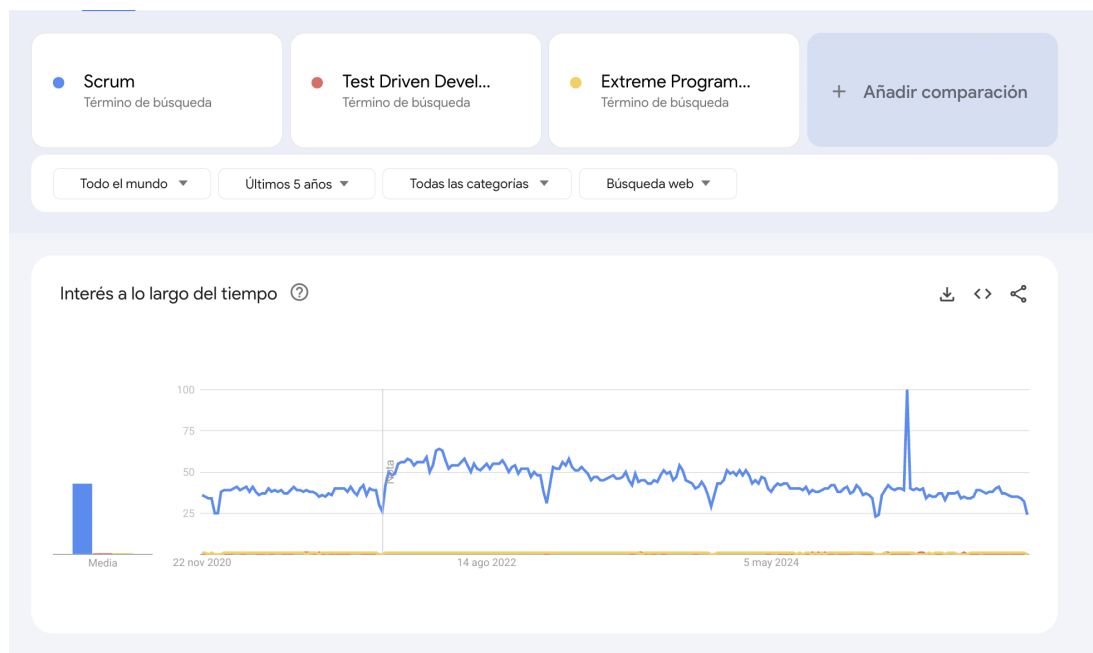 Scrum
Término de búsqueda
Test Driven Devel...
Término de búsqueda
Extreme Program...
Término de búsqueda
+ Añadir comparación
Todo el mundo
Últimos 5 años
Todas las categorías
Búsqueda web
Interés a lo largo del tiempo
100
75
50
25
Nota
Media
22 nov 2020
14 ago 2022
5 may 2024